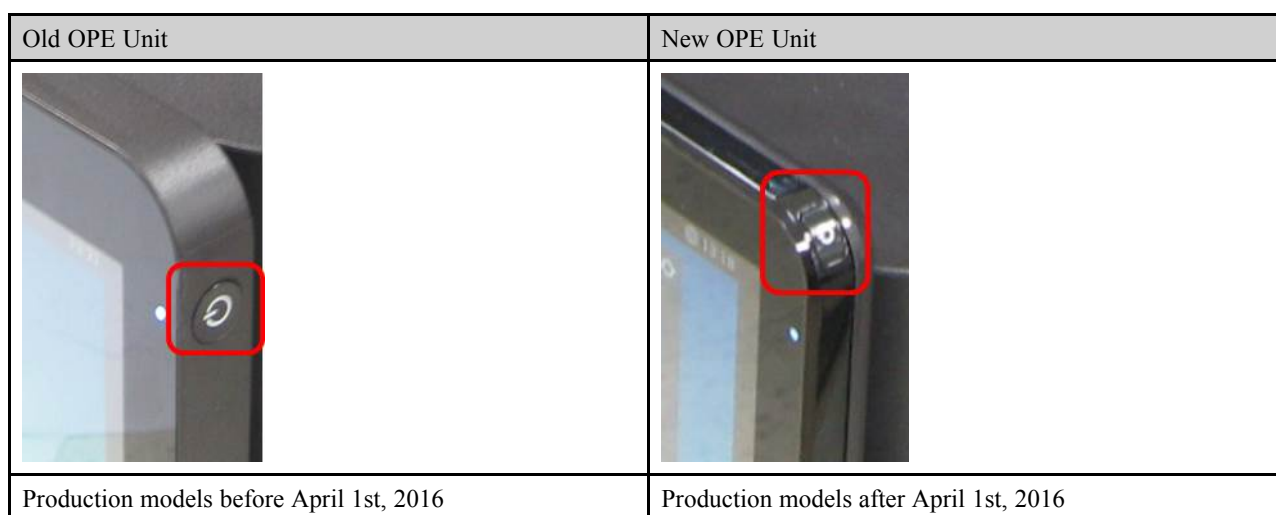 Old OPE Unit
New OPE Unit
Production models before April 1st, 2016
Production models after April 1st, 2016